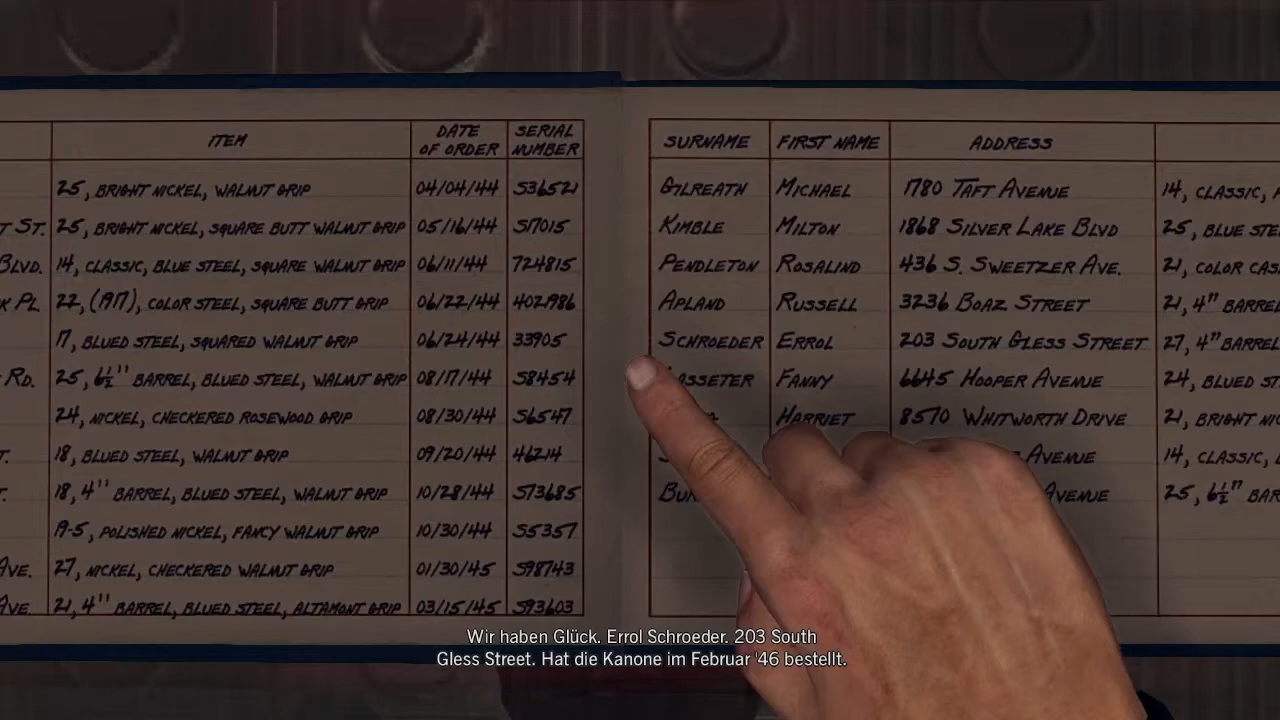 ITEM DATE OF ORDER SERIAL NUMBER
25, BRIGHT NICKEL, WALNUT GRIP 04/04/44 S36521
T ST. 25, BRIGHT NICKEL, SQUARE BUTT WALNUT GRIP 05/16/44 S17015
BLVD. 14, CLASSIC, BLUE STEEL, SQUARE WALNUT GRIP 06/11/44 724815
K PL. 22, (1917), COLOR STEEL, SQUARE BUTT GRIP 06/22/44 402986
17, BLUED STEEL, SQUARED WALNUT GRIP 06/24/44 33905
RD. 25, 6½" BARREL, BLUED STEEL, WALNUT GRIP 08/17/44 S8454
24, NICKEL, CHECKERED ROSEWOOD GRIP 08/30/44 S6547
T. 18, BLUED STEEL, WALNUT GRIP 09/20/44 46214
T. 18, 4" BARREL, BLUED STEEL, WALNUT GRIP 10/28/44 S73685
19-5, POLISHED NICKEL, FANCY WALNUT GRIP 10/30/44 S5357
AVE. 27, NICKEL, CHECKERED WALNUT GRIP 01/30/45 S98743
AVE. 21, 4" BARREL, BLUED STEEL, ALTAMONT GRIP 03/15/45 S93603
SURNAME FIRST NAME ADDRESS
GILREATH MICHAEL 1780 TAFT AVENUE 14, CLASSIC,
KIMBLE MILTON 1868 SILVER LAKE BLVD 25, BLUE STE
PENDLETON ROSALIND 436 S. SWEETZER AVE. 21, COLOR CAS
APLAND RUSSELL 3236 BOAZ STREET 21, 4" BARREL
SCHROEDER ERROL 203 SOUTH GLESS STREET 27, 4" BARREL
ASSETER FANNY 6645 HOOPER AVENUE 24, BLUED ST
HARRIET 8570 WHITWORTH DRIVE 21, BRIGHT NIC
AVENUE 14, CLASSIC,
BU AVENUE 25, 6½" BAR
Wir haben Glück. Errol Schroeder. 203 South
Gless Street. Hat die Kanone im Februar '46 bestellt.